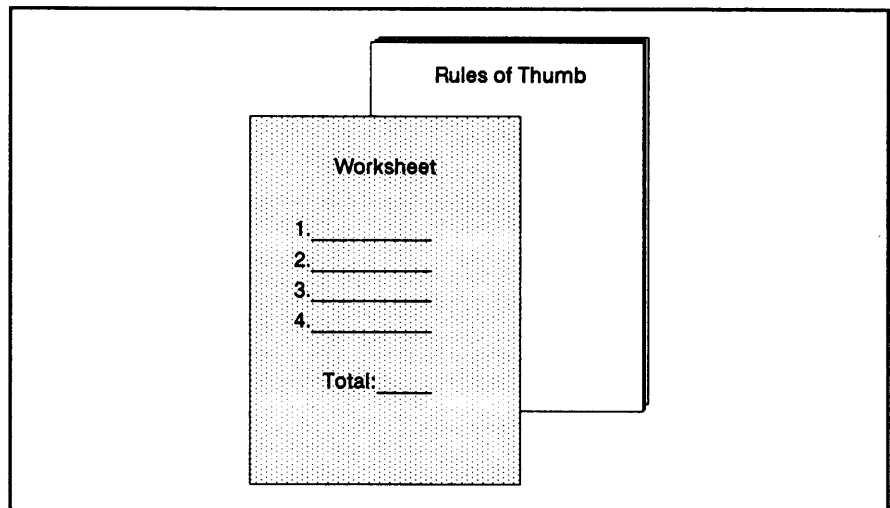 Rules of Thumb
Worksheet
1.
2.
3.
4.
Total: